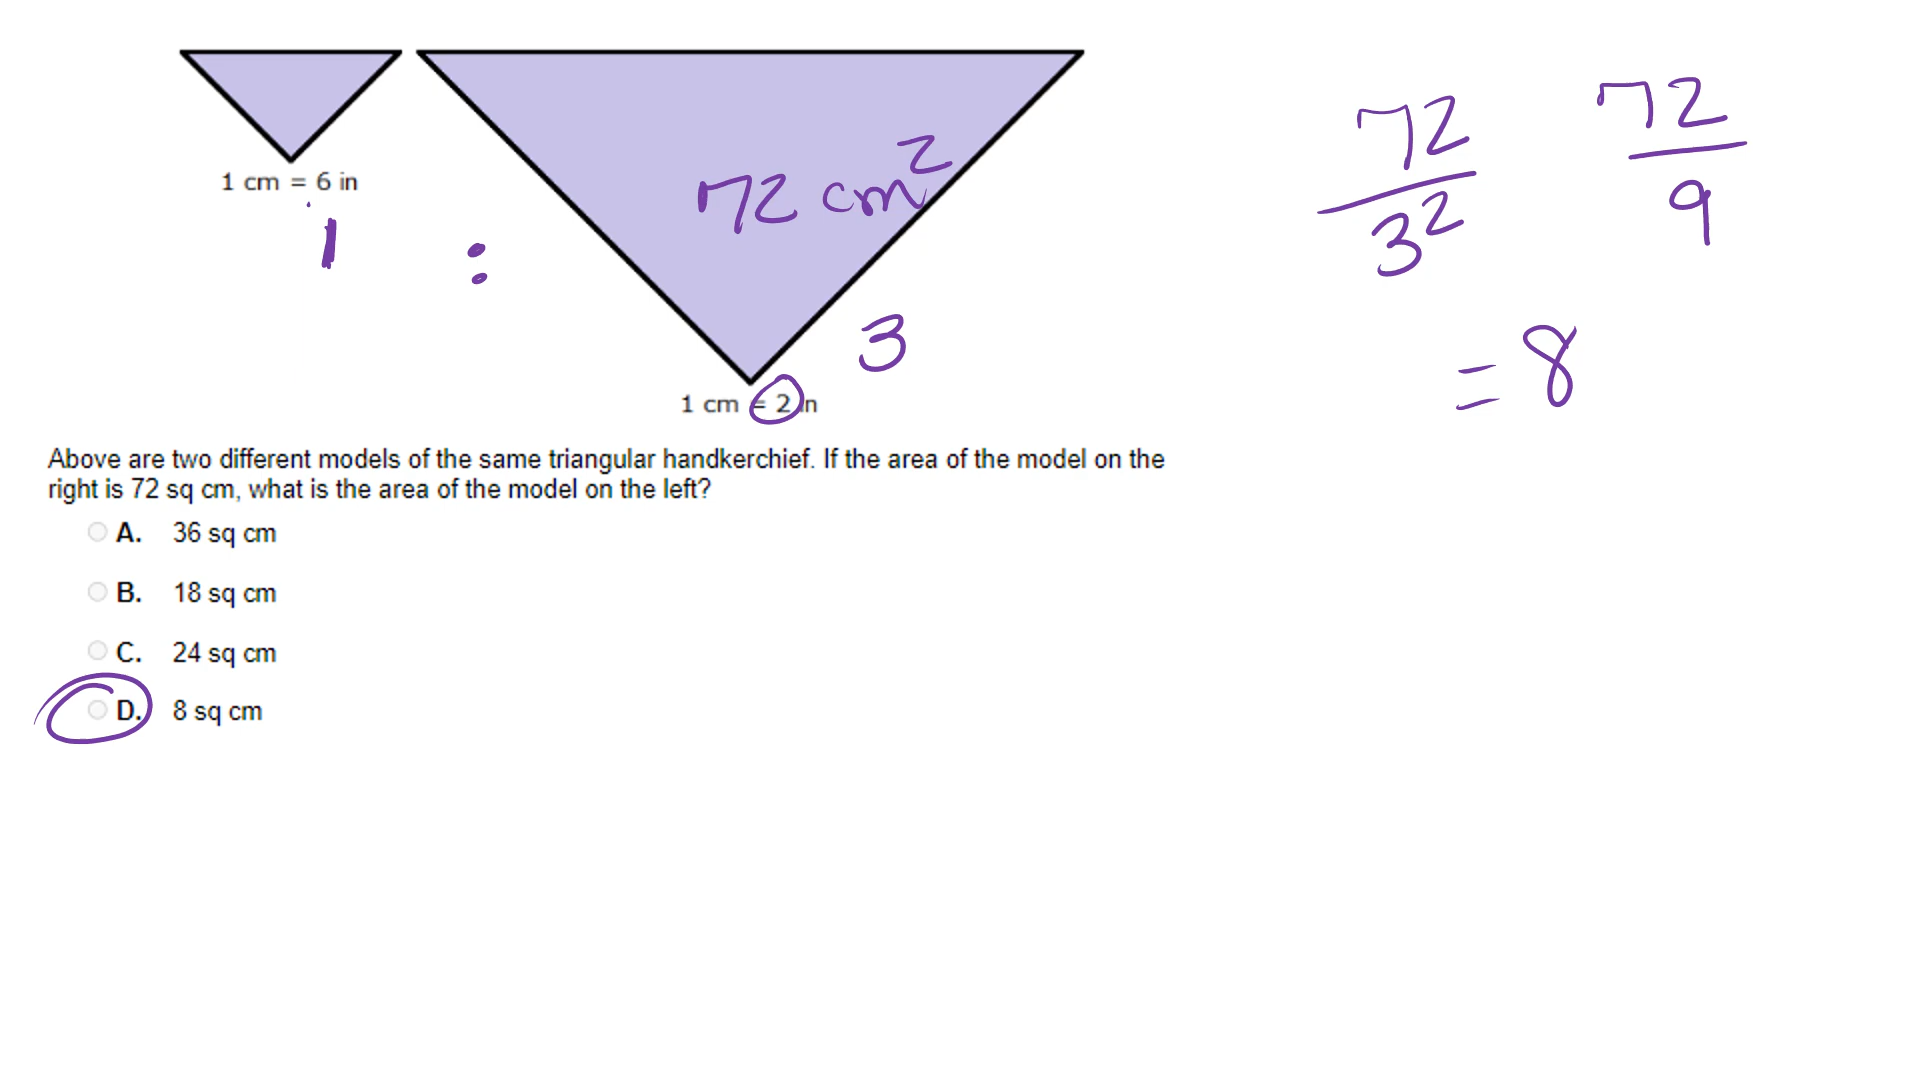 1 cm = 6 in
1 : 3
72 cm²
1 cm = 2 in
72
3²
72
9
= 8
Above are two different models of the same triangular handkerchief. If the area of the model on the
right is 72 sq cm, what is the area of the model on the left?
A. 36 sq cm
B. 18 sq cm
C. 24 sq cm
D. 8 sq cm